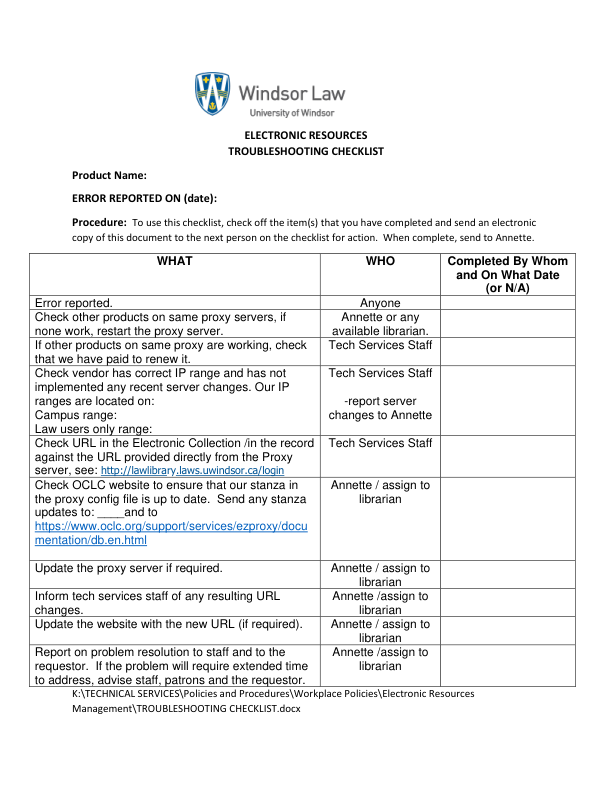 Windsor Law
University of Windsor
ELECTRONIC RESOURCES
TROUBLESHOOTING CHECKLIST
Product Name:
ERROR REPORTED ON (date):
Procedure: To use this checklist, check off the item(s) that you have completed and send an electronic
copy of this document to the next person on the checklist for action. When complete, send to Annette.
WHAT
WHO
Completed By Whom
and On What Date
(or N/A)
Error reported.
Anyone
Check other products on same proxy servers, if
none work, restart the proxy server.
Annette or any
available librarian.
If other products on same proxy are working, check
that we have paid to renew it.
Tech Services Staff
Check vendor has correct IP range and has not
implemented any recent server changes. Our IP
ranges are located on:
Campus range:
Law users only range:
Tech Services Staff
-report server
changes to Annette
Check URL in the Electronic Collection /in the record
against the URL provided directly from the Proxy
server, see: http://lawlibrary.laws.uwindsor.ca/login
Tech Services Staff
Check OCLC website to ensure that our stanza in
the proxy config file is up to date. Send any stanza
updates to: ____and to
https://www.oclc.org/support/services/ezproxy/docu
mentation/db.en.html
Annette / assign to
librarian
Update the proxy server if required.
Annette / assign to
librarian
Inform tech services staff of any resulting URL
changes.
Annette /assign to
librarian
Update the website with the new URL (if required).
Annette / assign to
librarian
Report on problem resolution to staff and to the
requestor. If the problem will require extended time
to address, advise staff, patrons and the requestor.
Annette /assign to
librarian
K:\TECHNICAL SERVICES\Policies and Procedures\Workplace Policies\Electronic Resources
Management\TROUBLESHOOTING CHECKLIST.docx